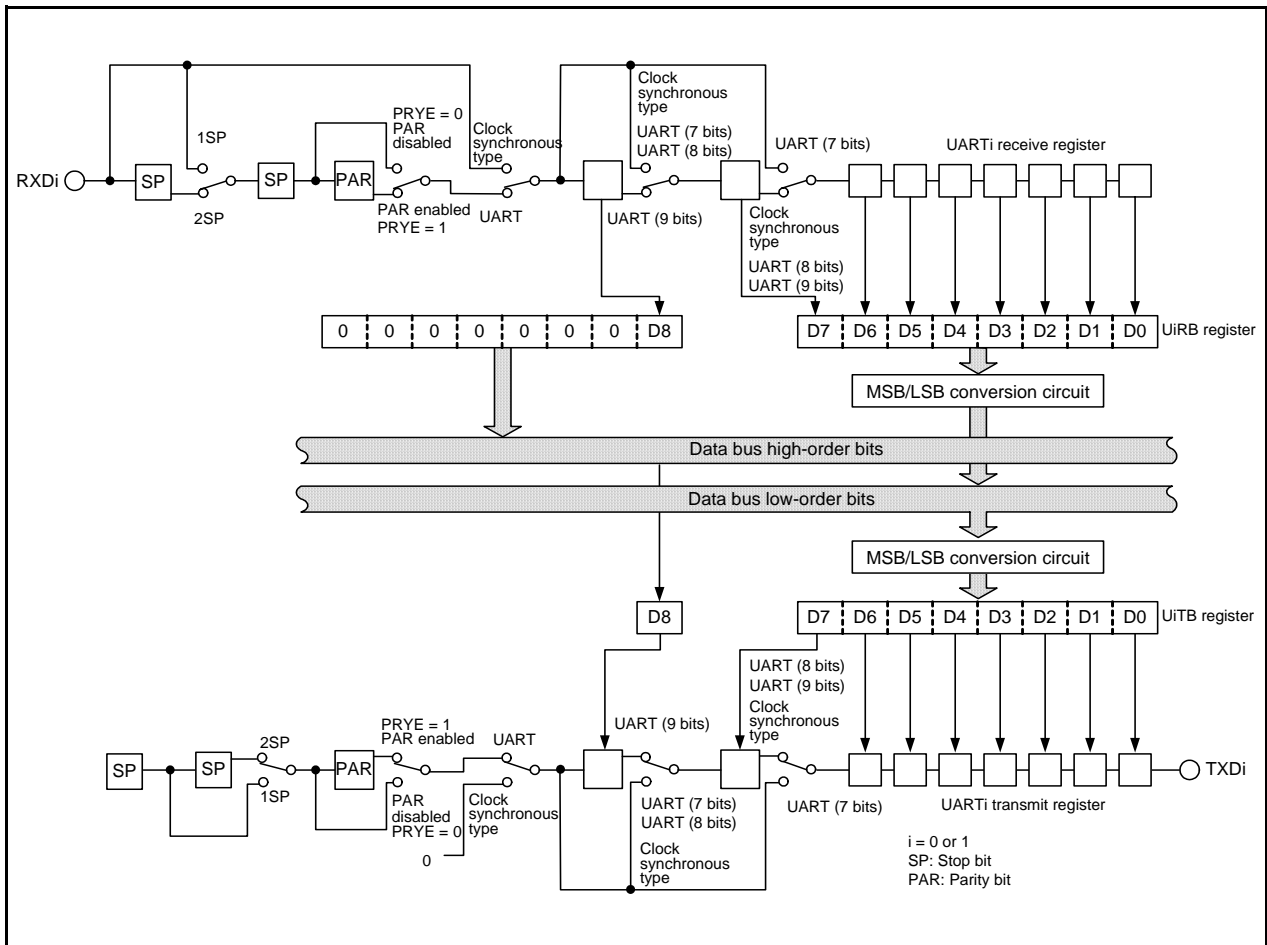 Clock
synchronous
type
PRYE = 0
PAR
disabled
Clock
synchronous
type
1SP
UART (7 bits)
UART (8 bits)
UART (7 bits)
UARTi receive register
RXDi
SP
SP
PAR
2SP
PAR enabled
PRYE = 1
UART
UART (9 bits)
Clock
synchronous
type
UART (8 bits)
UART (9 bits)
0 0 0 0 0 0 0 D8
D7 D6 D5 D4 D3 D2 D1 D0
UiRB register
MSB/LSB conversion circuit
Data bus high-order bits
Data bus low-order bits
MSB/LSB conversion circuit
D8
D7 D6 D5 D4 D3 D2 D1 D0
UiTB register
UART (8 bits)
UART (9 bits)
Clock
synchronous
type
PRYE = 1
PAR enabled
UART
UART (9 bits)
2SP
SP
SP
PAR
TXDi
1SP
PAR
disabled
PRYE = 0
Clock
synchronous
type
0
UART (7 bits)
UART (8 bits)
Clock
synchronous
type
UART (7 bits)
UARTi transmit register
i = 0 or 1
SP: Stop bit
PAR: Parity bit